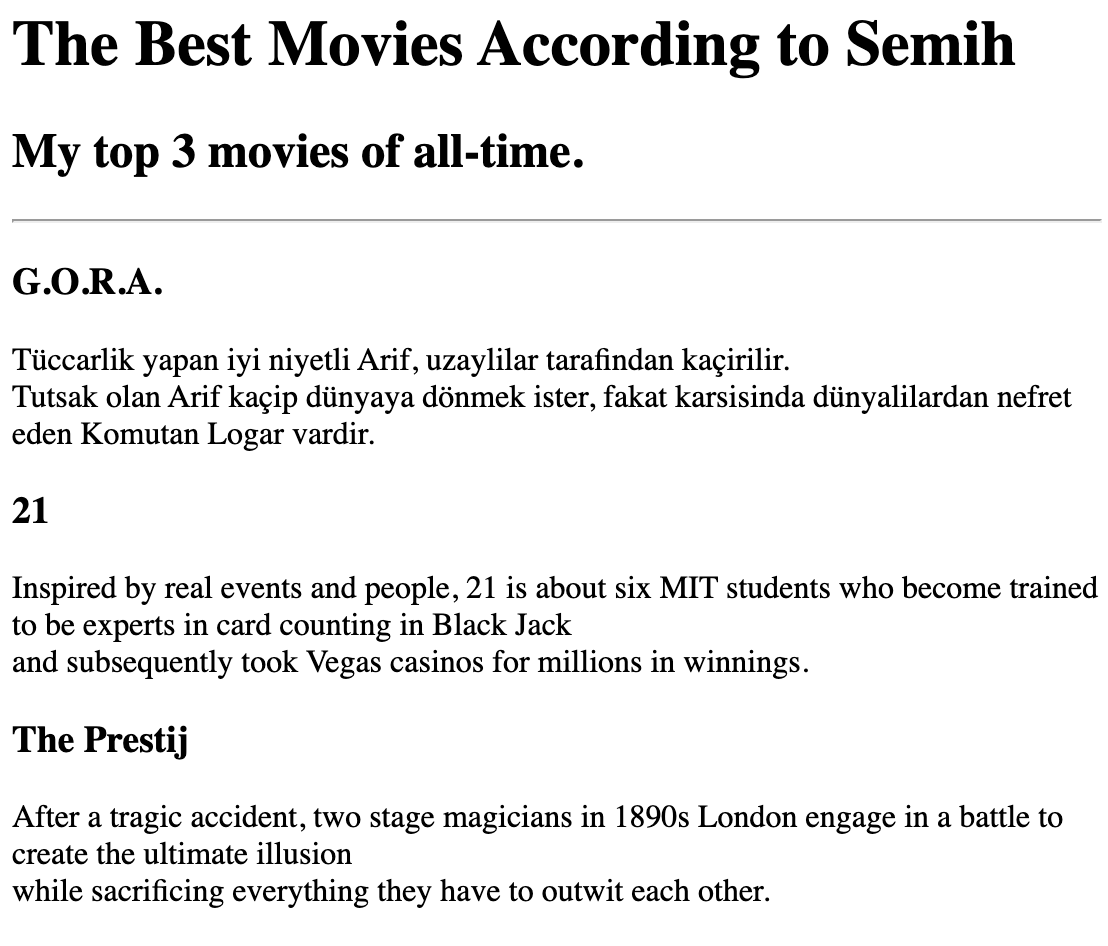 The Best Movies According to Semih
My top 3 movies of all-time.
G.O.R.A.
Tüccarlik yapan iyi niyetli Arif, uzaylilar tarafindan kaçirilir.
Tutsak olan Arif kaçip dünyaya dönmek ister, fakat karsisinda dünyalilardan nefret
eden Komutan Logar vardir.
21
Inspired by real events and people, 21 is about six MIT students who become trained
to be experts in card counting in Black Jack
and subsequently took Vegas casinos for millions in winnings.
The Prestij
After a tragic accident, two stage magicians in 1890s London engage in a battle to
create the ultimate illusion
while sacrificing everything they have to outwit each other.